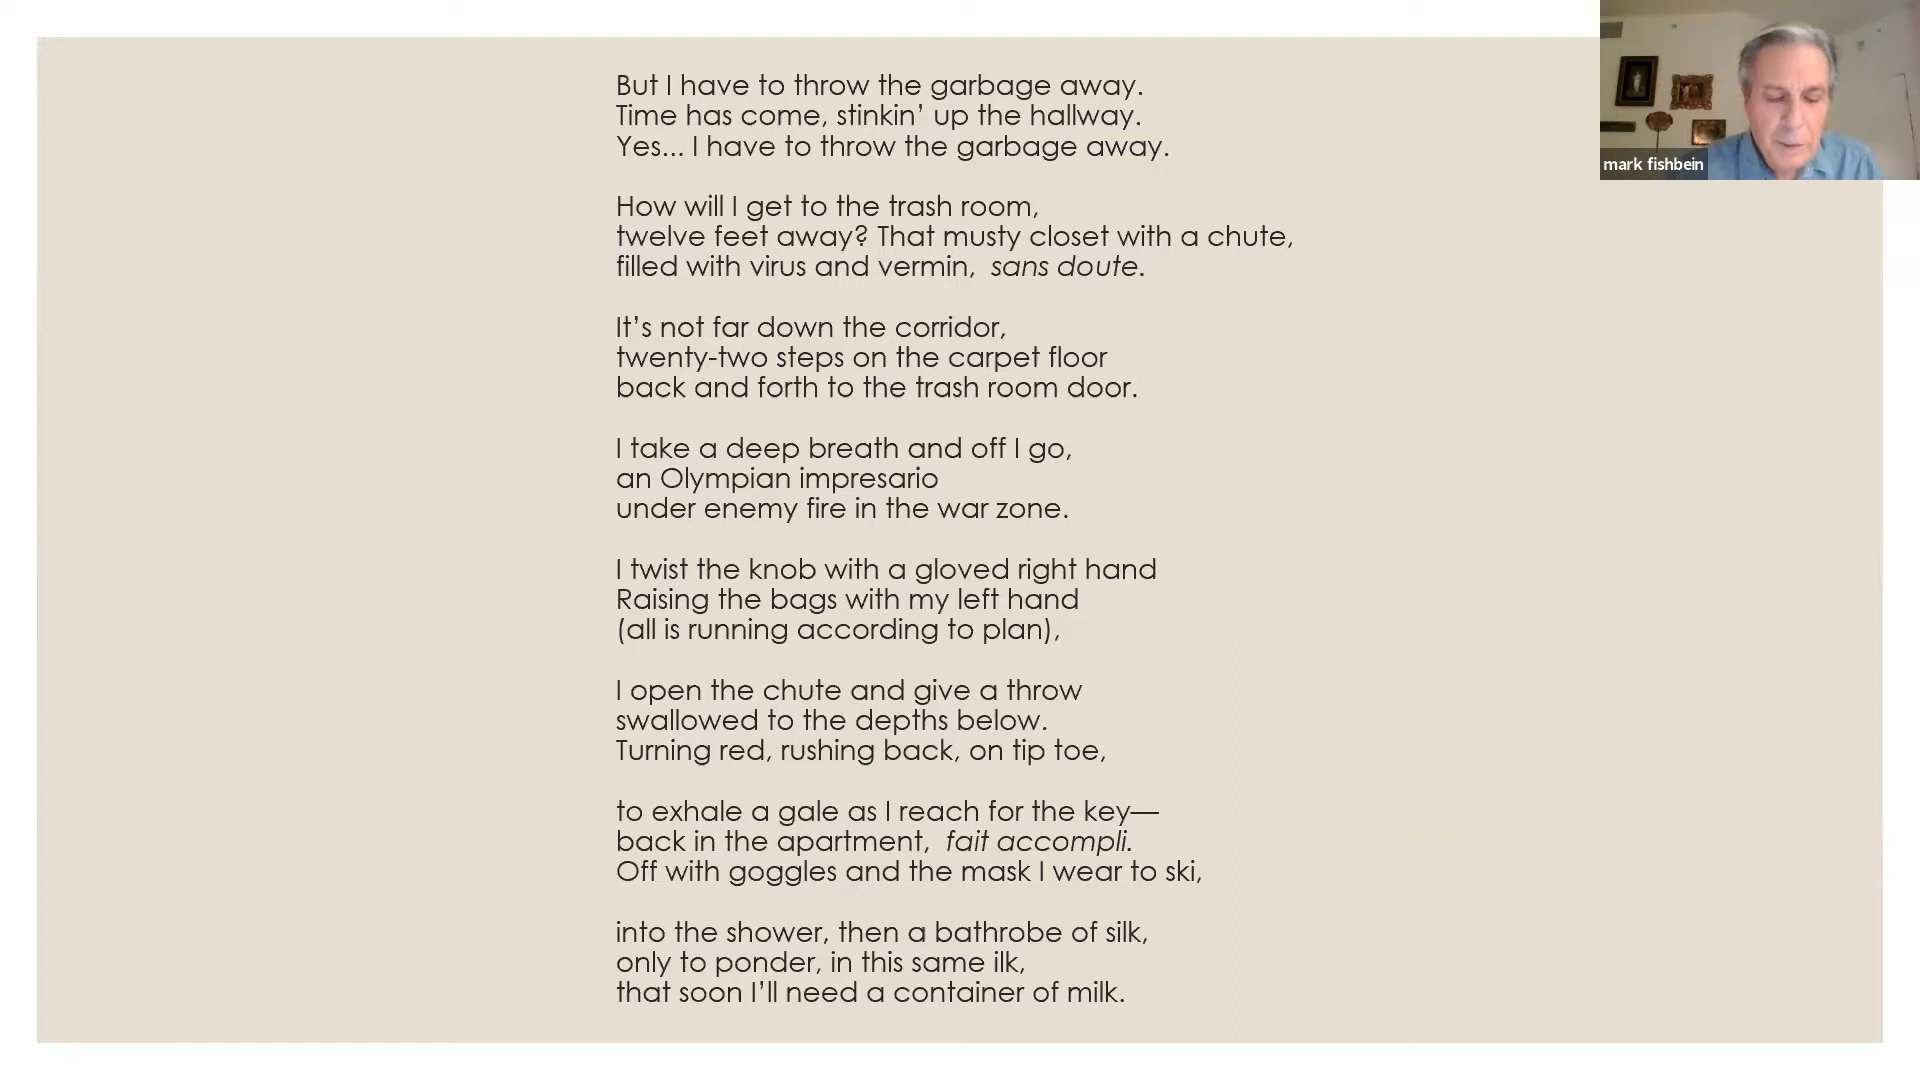 But I have to throw the garbage away.
Time has come, stinkin’ up the hallway.
Yes... I have to throw the garbage away.
How will I get to the trash room,
twelve feet away? That musty closet with a chute,
filled with virus and vermin, sans doute.
It’s not far down the corridor,
twenty-two steps on the carpet floor
back and forth to the trash room door.
I take a deep breath and off I go,
an Olympian impresario
under enemy fire in the war zone.
I twist the knob with a gloved right hand
Raising the bags with my left hand
(all is running according to plan),
I open the chute and give a throw
swallowed to the depths below.
Turning red, rushing back, on tip toe,
to exhale a gale as I reach for the key—
back in the apartment, fait accompli.
Off with goggles and the mask I wear to ski,
into the shower, then a bathrobe of silk,
only to ponder, in this same ilk,
that soon I’ll need a container of milk.
mark fishbein